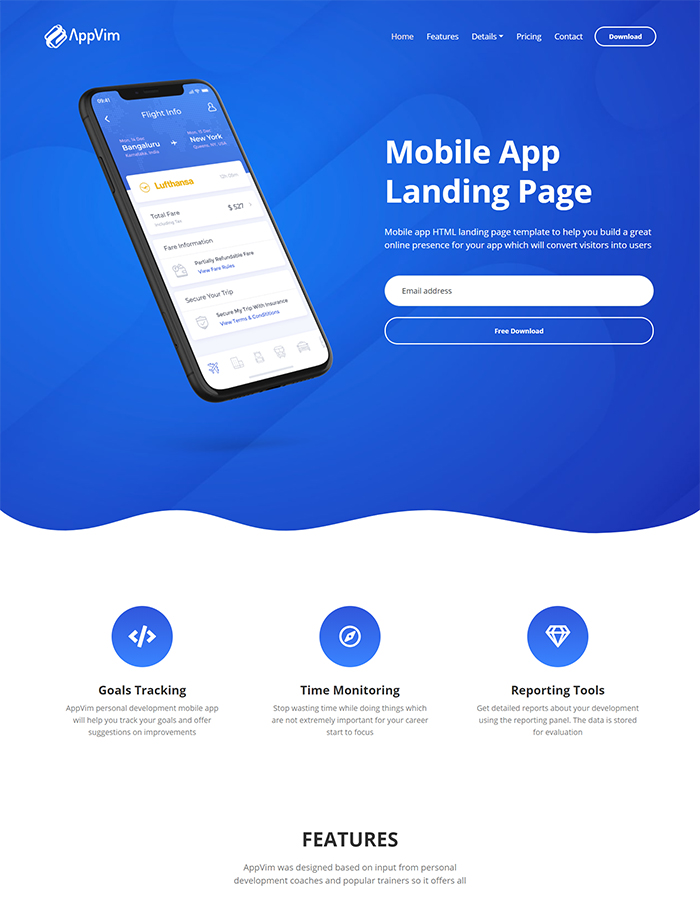 AppVim
Home Features Details Pricing Contact Download
09:41
Flight Info
Mon, 14 Dec
Bangaluru
Karnataka, India
Mon, 15 Dec
New York
Queens, NY, USA
Lufthansa
Total Fare
Including Tax
$ 527
Fare Information
Partially Refundable Fare
View Fare Rules
Secure Your Trip
Secure My Trip With Insurance
View Terms & Conditions
Mobile App
Landing Page
Mobile app HTML landing page template to help you build a great
online presence for your app which will convert visitors into users
Email address
Free Download
Goals Tracking
AppVim personal development mobile app
will help you track your goals and offer
suggestions on improvements
Time Monitoring
Stop wasting time while doing things which
are not extremely important for your career
start to focus
Reporting Tools
Get detailed reports about your development
using the reporting panel. The data is stored
for evaluation
FEATURES
AppVim was designed based on input from personal
development coaches and popular trainers so it offers all